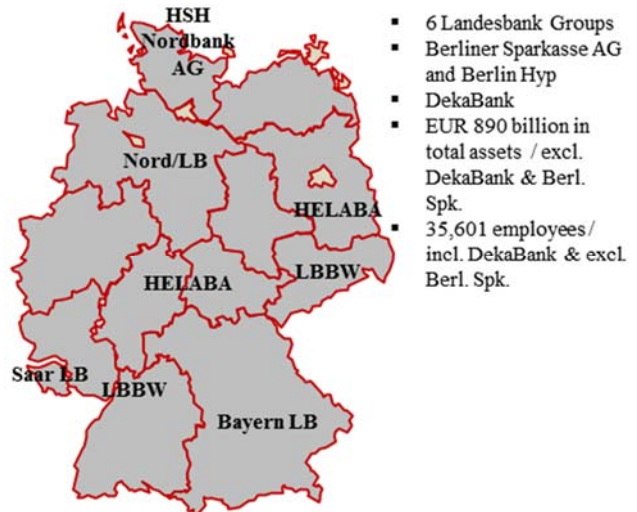 HSH
Nordbank
AG
Nord/LB
HELABA
LBBW
HELABA
Saar LB
LBBW
Bayern LB
▪ 6 Landesbank Groups
▪ Berliner Sparkasse AG
and Berlin Hyp
▪ DekaBank
▪ EUR 890 billion in
total assets / excl.
DekaBank & Berl.
Spk.
▪ 35,601 employees /
incl. DekaBank & excl.
Berl. Spk.